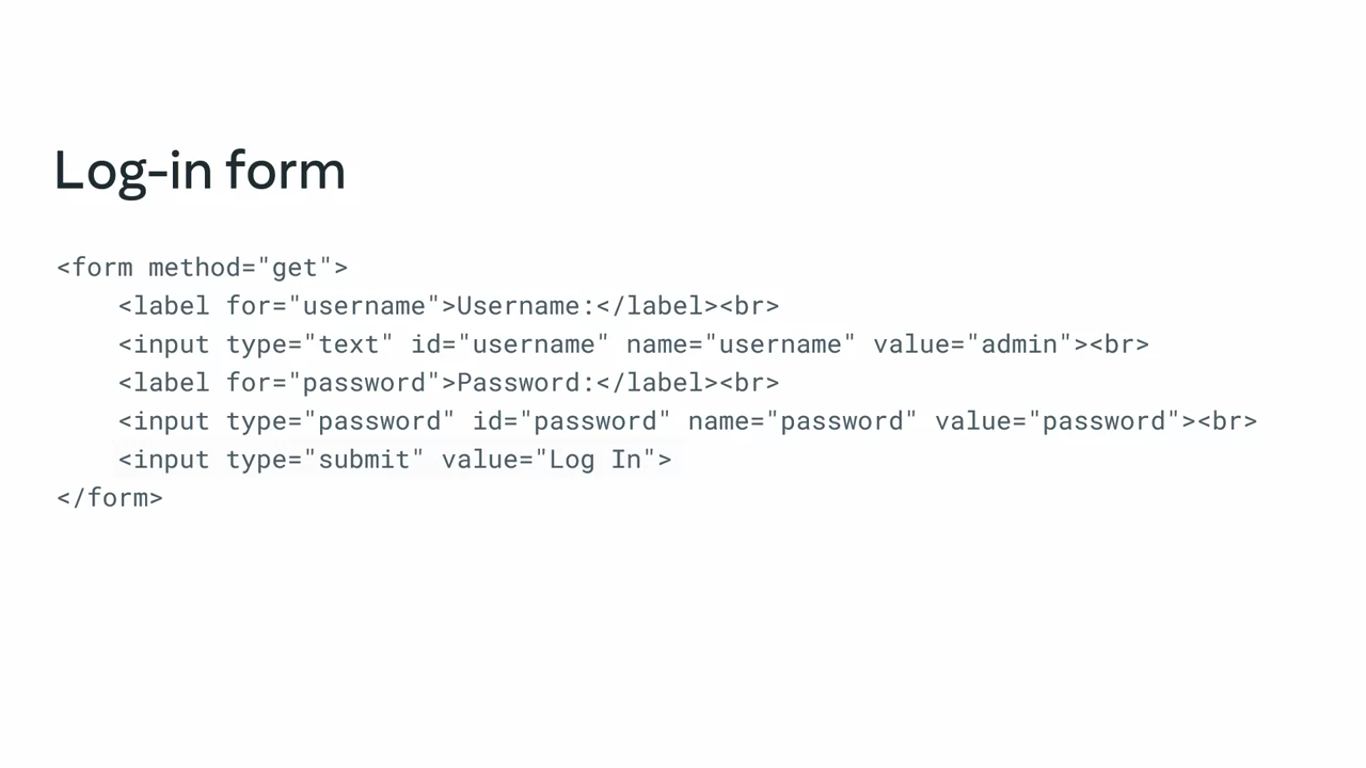 Log-in form
<form method="get">
<label for="username">Username:</label><br>
<input type="text" id="username" name="username" value="admin"><br>
<label for="password">Password:</label><br>
<input type="password" id="password" name="password" value="password"><br>
<input type="submit" value="Log In">
</form>